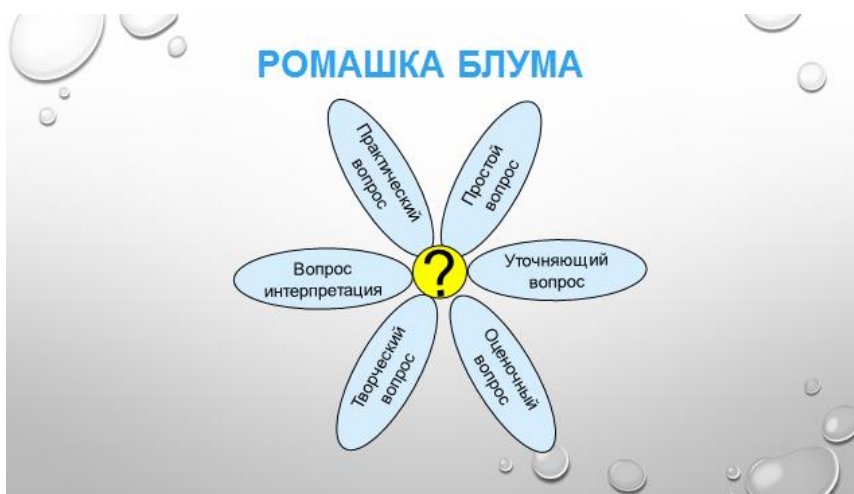 РОМАШКА БЛУМА
Практический
вопрос
Простой
вопрос
Вопрос
интерпретация
?
Уточняющий
вопрос
Творческий
вопрос
Оценочный
вопрос